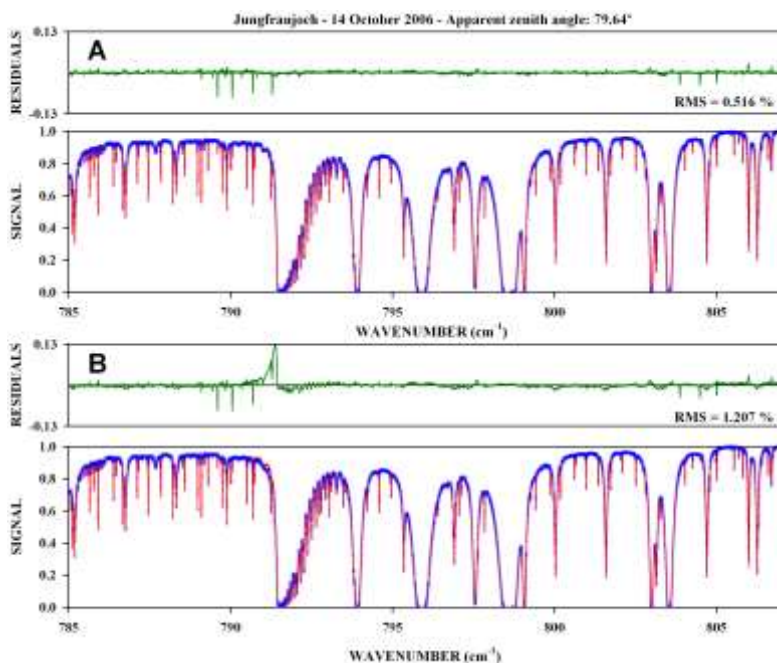 Jungfraujoch - 14 October 2006 - Apparent zenith angle: 79.64°
0.13
A
RESIDUALS
-0.13
RMS = 0.516 %
1.0
0.8
0.6
0.4
0.2
0.0
SIGNAL
785 790 795 800 805
WAVENUMBER (cm-1)
0.13
B
RESIDUALS
-0.13
RMS = 1.207 %
1.0
0.8
0.6
0.4
0.2
0.0
SIGNAL
785 790 795 800 805
WAVENUMBER (cm-1)